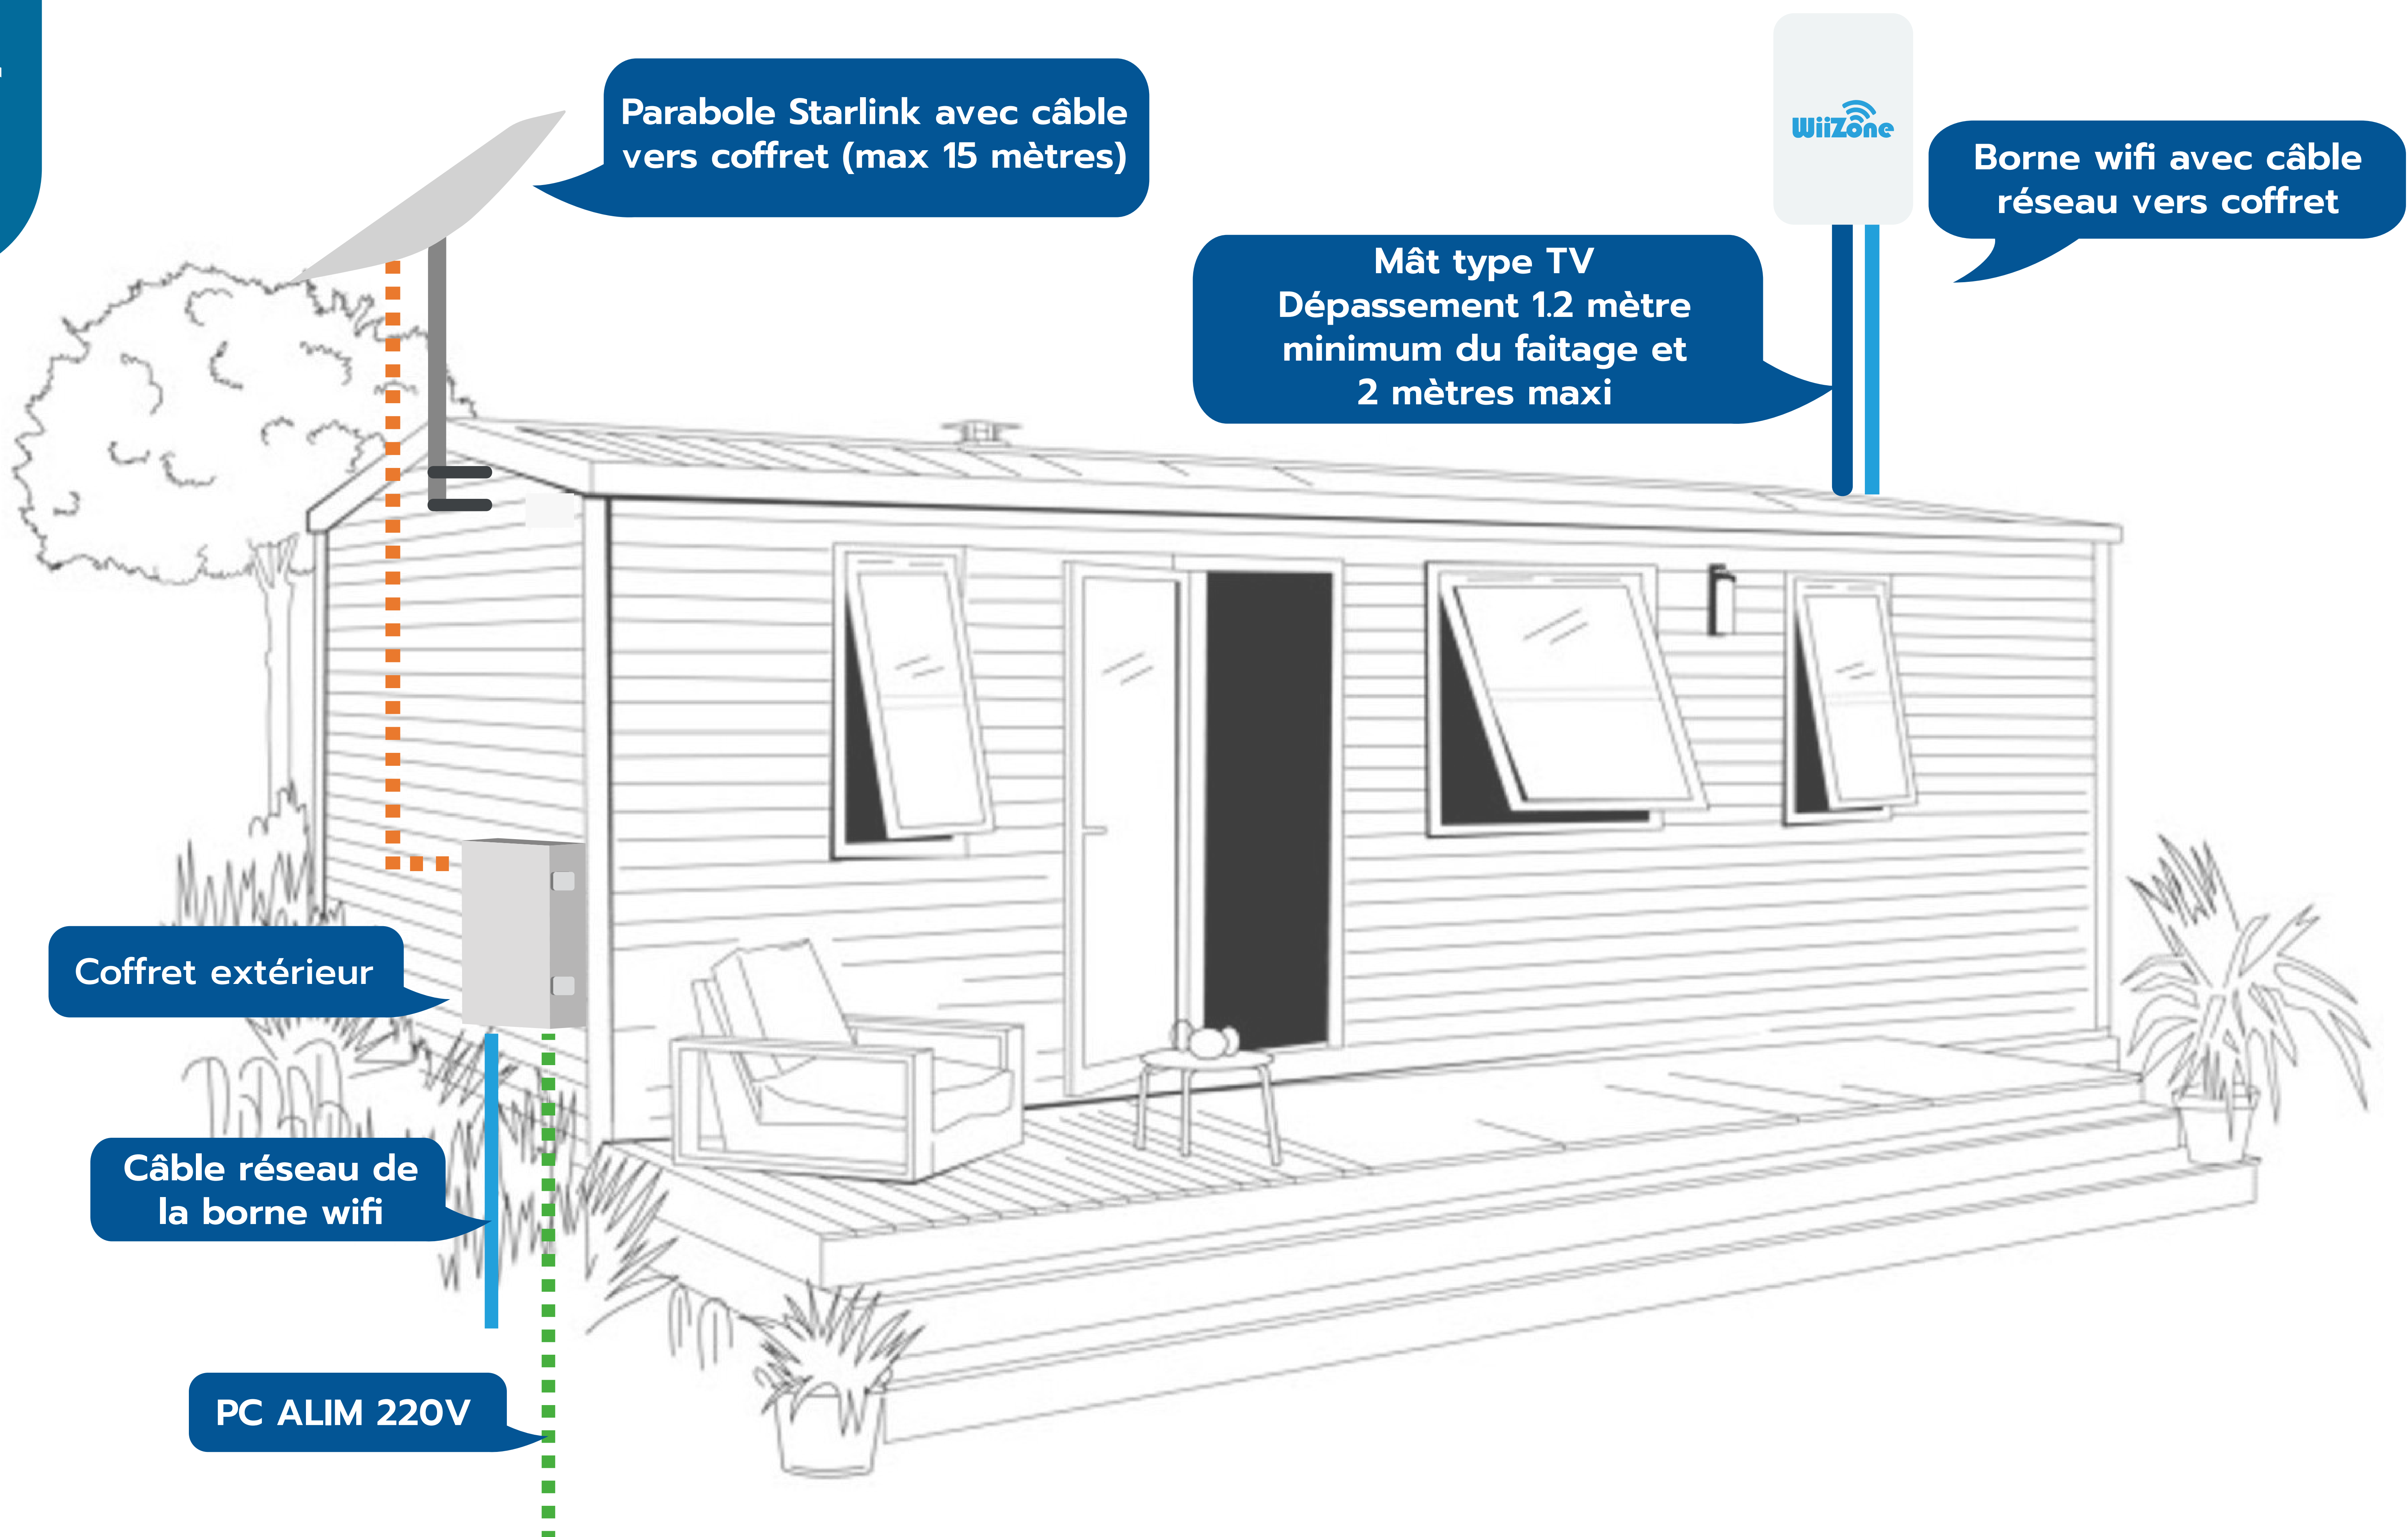 Parabole Starlink avec câble
vers coffret (max 15 mètres)
WiiZone
Borne wifi avec câble
réseau vers coffret
Mât type TV
Dépassement 1.2 mètre
minimum du faitage et
2 mètres maxi
Coffret extérieur
Câble réseau de
la borne wifi
PC ALIM 220V